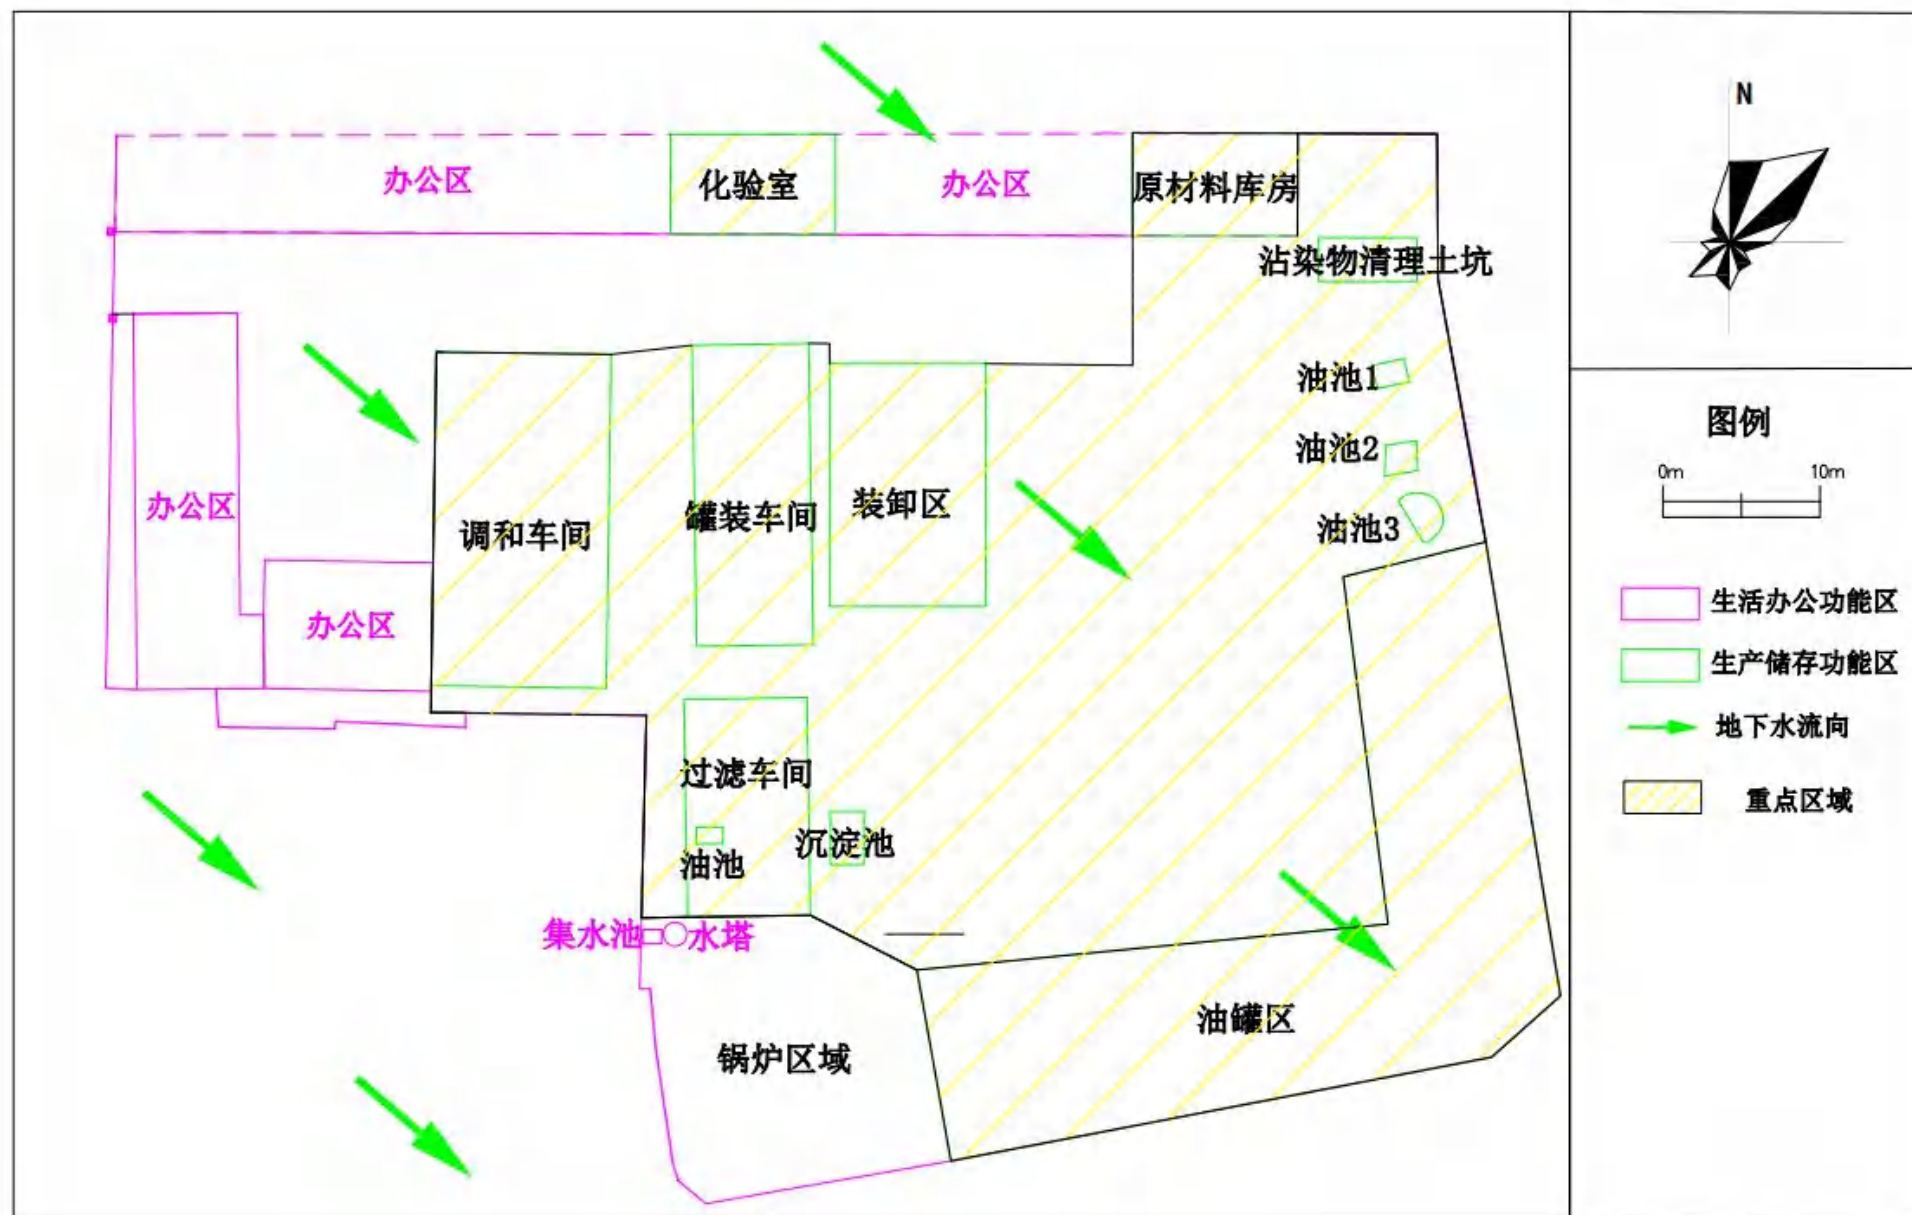 N
办公区
化验室
办公区
原材料库房
沾染物清理土坑
油池1
油池2
油池3
办公区
调和车间
罐装车间
装卸区
办公区
过滤车间
油池
沉淀池
集水池
水塔
锅炉区域
油罐区
图例
0m
10m
生活办公功能区
生产储存功能区
地下水流向
重点区域